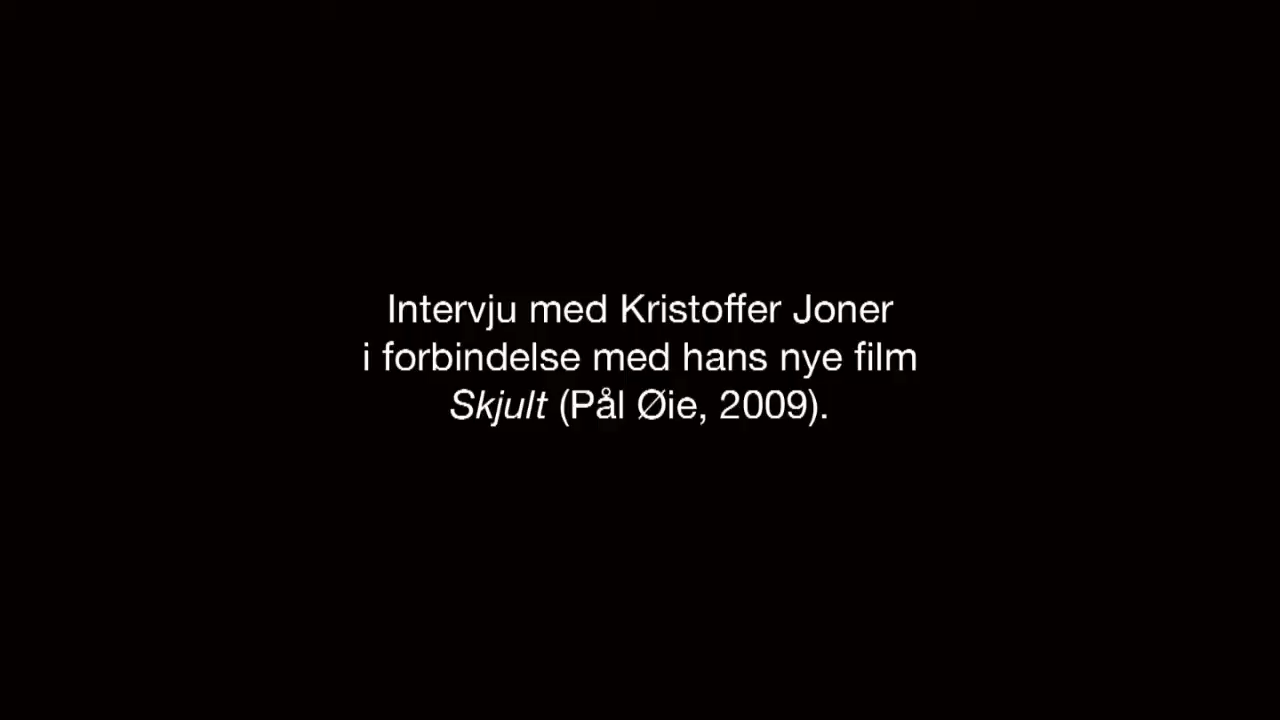 Intervju med Kristoffer Joner
i forbindelse med hans nye film
Skjult (Pål Øie, 2009).